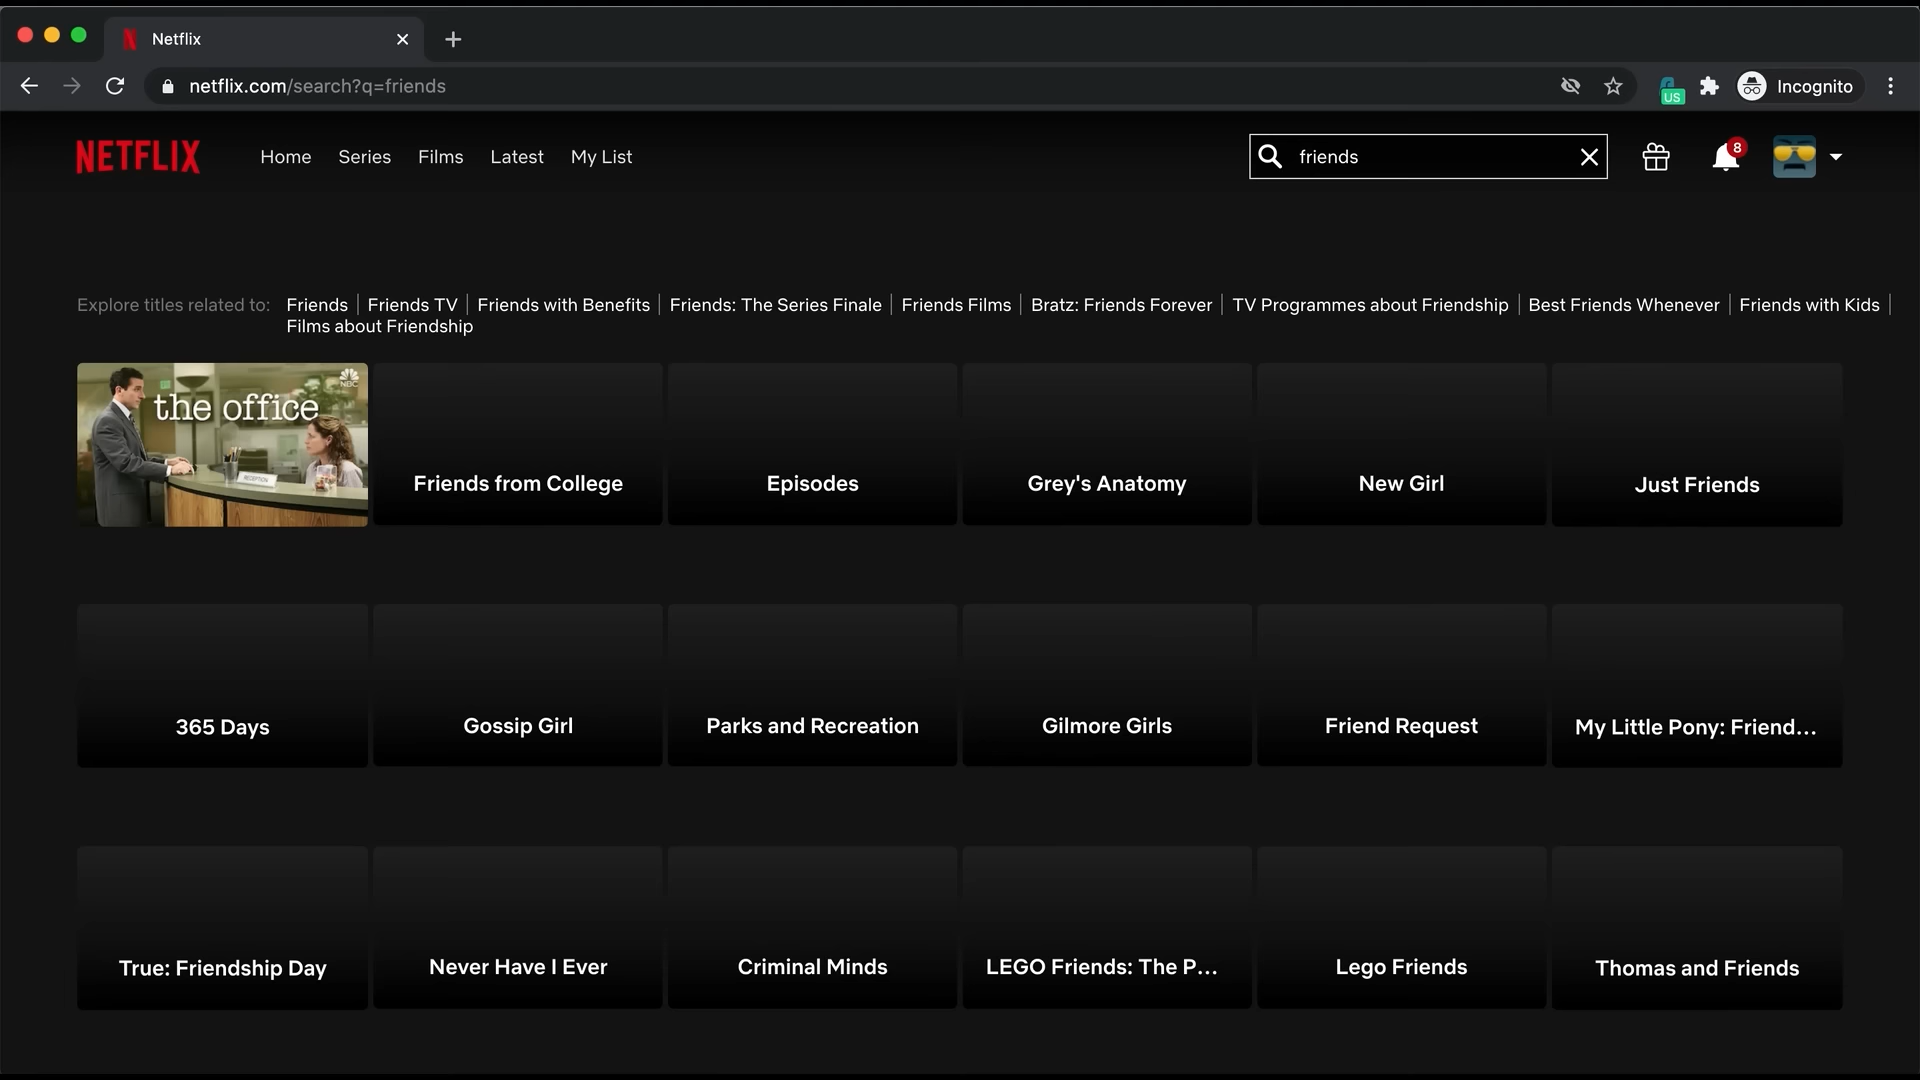 Netflix
netflix.com/search?q=friends
US
Incognito
NETFLIX
Home
Series
Films
Latest
My List
friends
8
Explore titles related to:
Friends | Friends TV | Friends with Benefits | Friends: The Series Finale | Friends Films | Bratz: Friends Forever | TV Programmes about Friendship | Best Friends Whenever | Friends with Kids |
Films about Friendship
NBC
the office
RECEPTION
Friends from College
Episodes
Grey's Anatomy
New Girl
Just Friends
365 Days
Gossip Girl
Parks and Recreation
Gilmore Girls
Friend Request
My Little Pony: Friend...
True: Friendship Day
Never Have I Ever
Criminal Minds
LEGO Friends: The P...
Lego Friends
Thomas and Friends